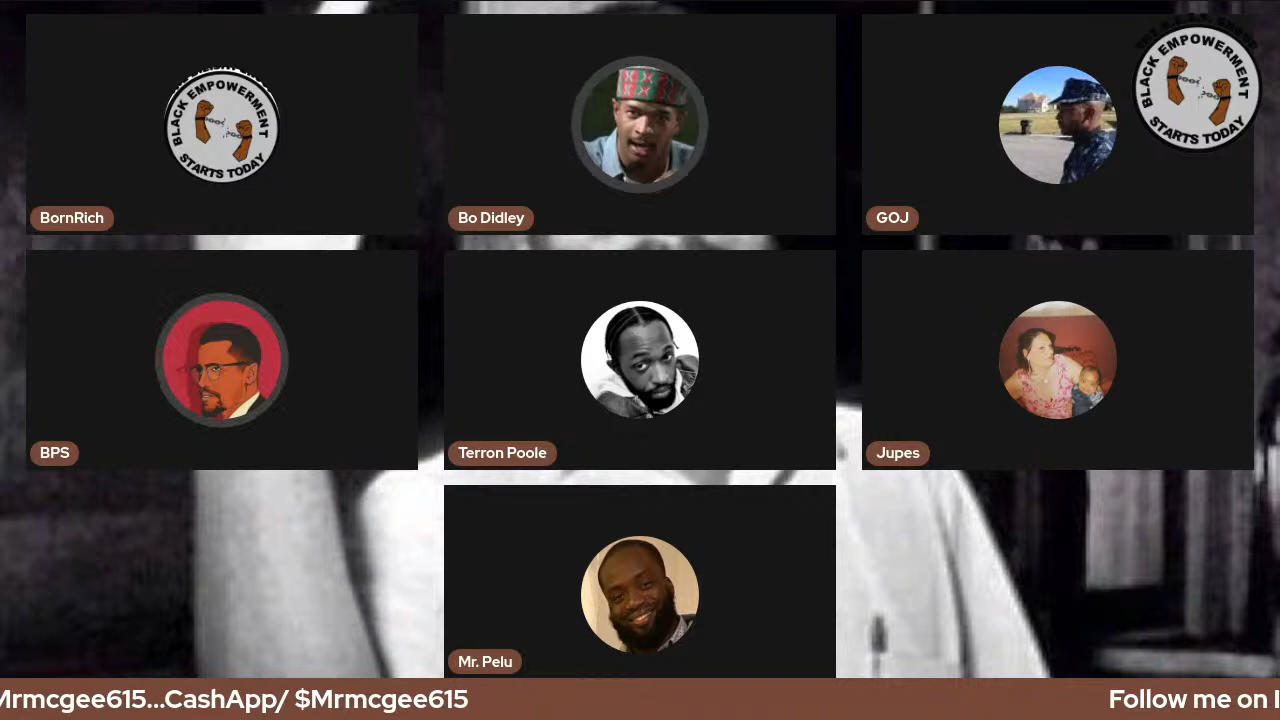 BLACK EMPOWERMENT
STARTS TODAY
BLACK EMPOWERMENT
STARTS TODAY
BornRich
Bo Didley
GOJ
BPS
Terron Poole
Jupes
Mr. Pelu
Mrmcgee615...CashApp/ $Mrmcgee615
Follow me on